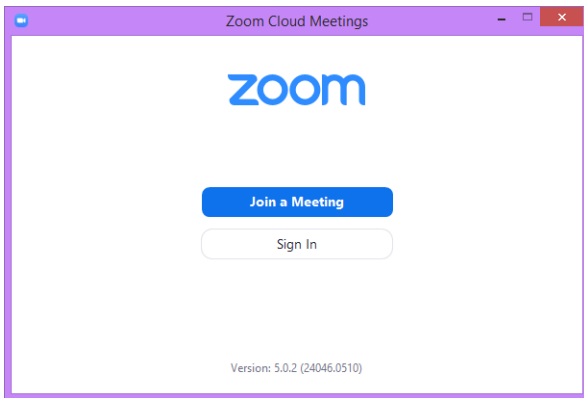 Zoom Cloud Meetings
zoom
Join a Meeting
Sign In
Version: 5.0.2 (24046.0510)